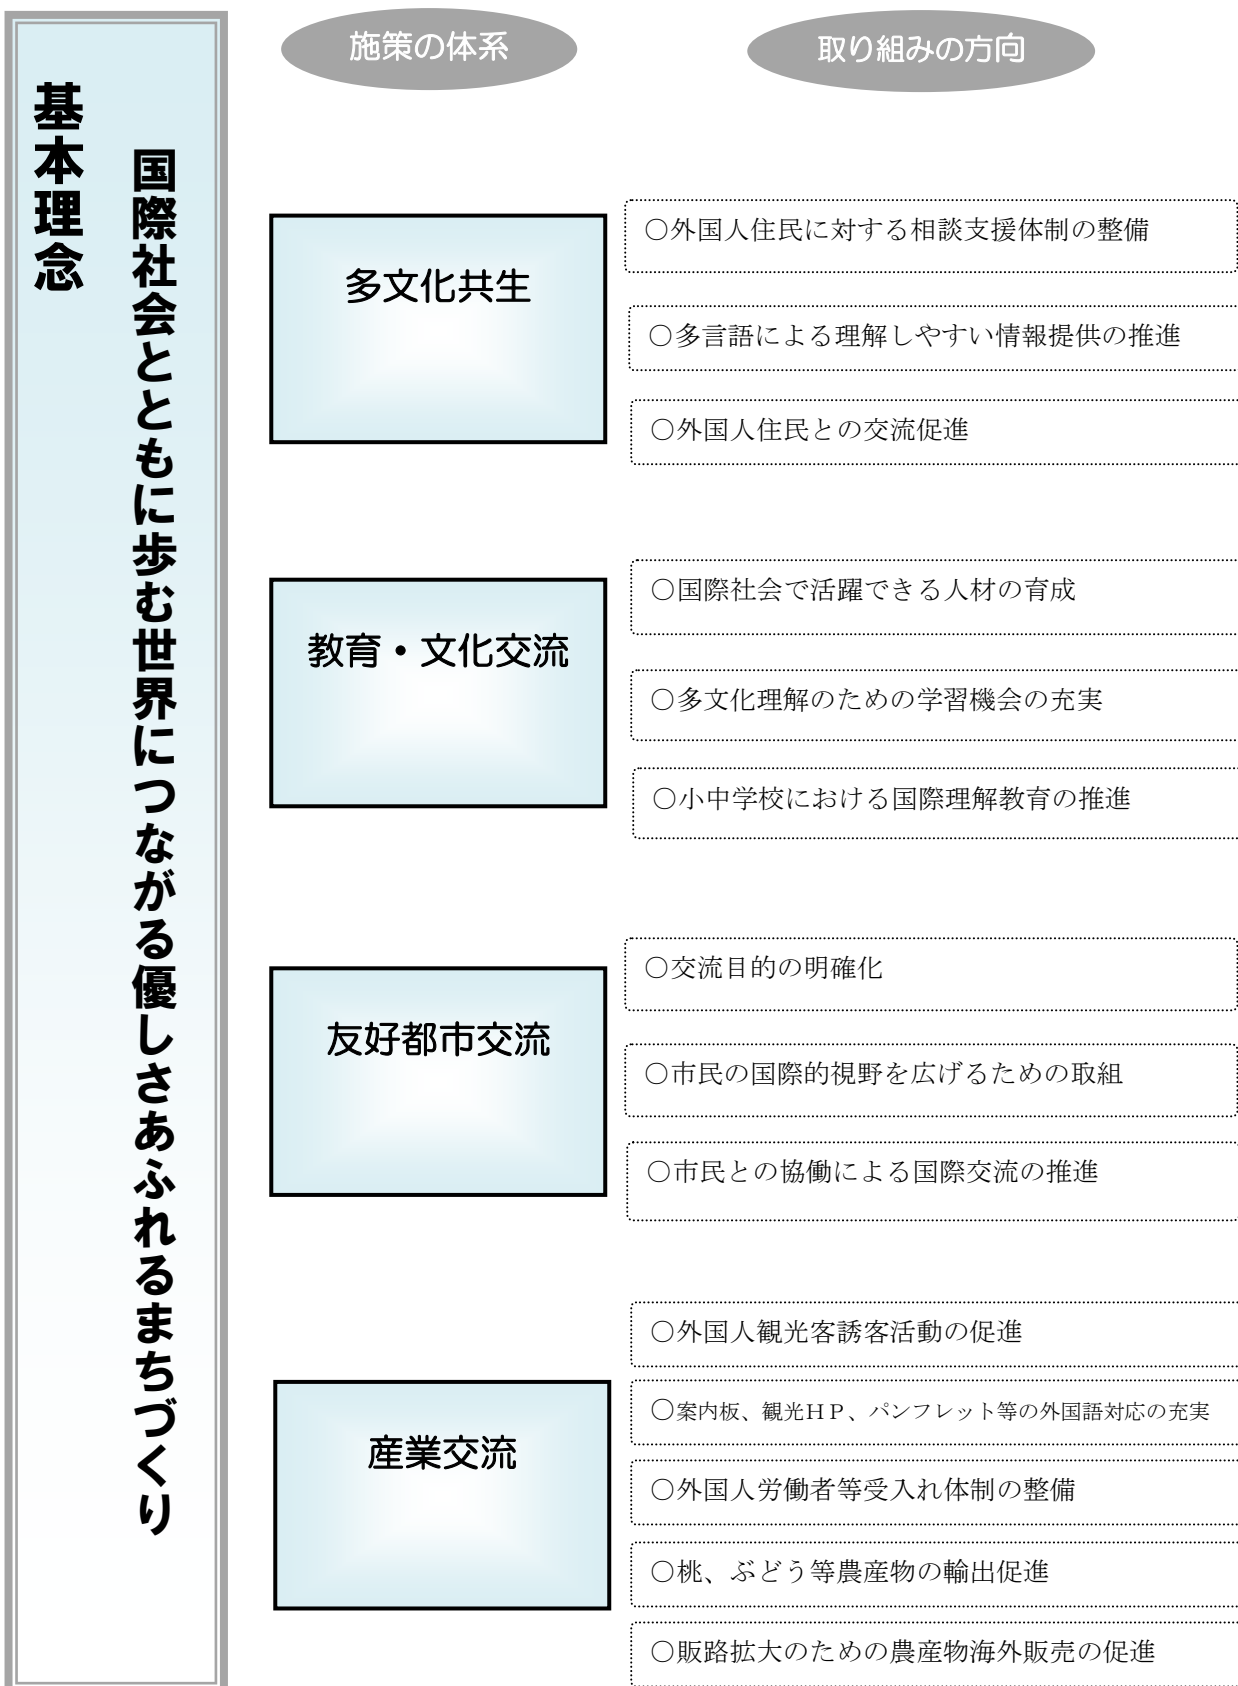 基本理念
国際社会とともに歩む世界につながる優しさあふれるまちづくり
施策の体系
取り組みの方向
多文化共生
○外国人住民に対する相談支援体制の整備
○多言語による理解しやすい情報提供の推進
○外国人住民との交流促進
教育・文化交流
○国際社会で活躍できる人材の育成
○多文化理解のための学習機会の充実
○小中学校における国際理解教育の推進
友好都市交流
○交流目的の明確化
○市民の国際的視野を広げるための取組
○市民との協働による国際交流の推進
産業交流
○外国人観光客誘客活動の促進
○案内板、観光ＨＰ、パンフレット等の外国語対応の充実
○外国人労働者等受入れ体制の整備
○桃、ぶどう等農産物の輸出促進
○販路拡大のための農産物海外販売の促進